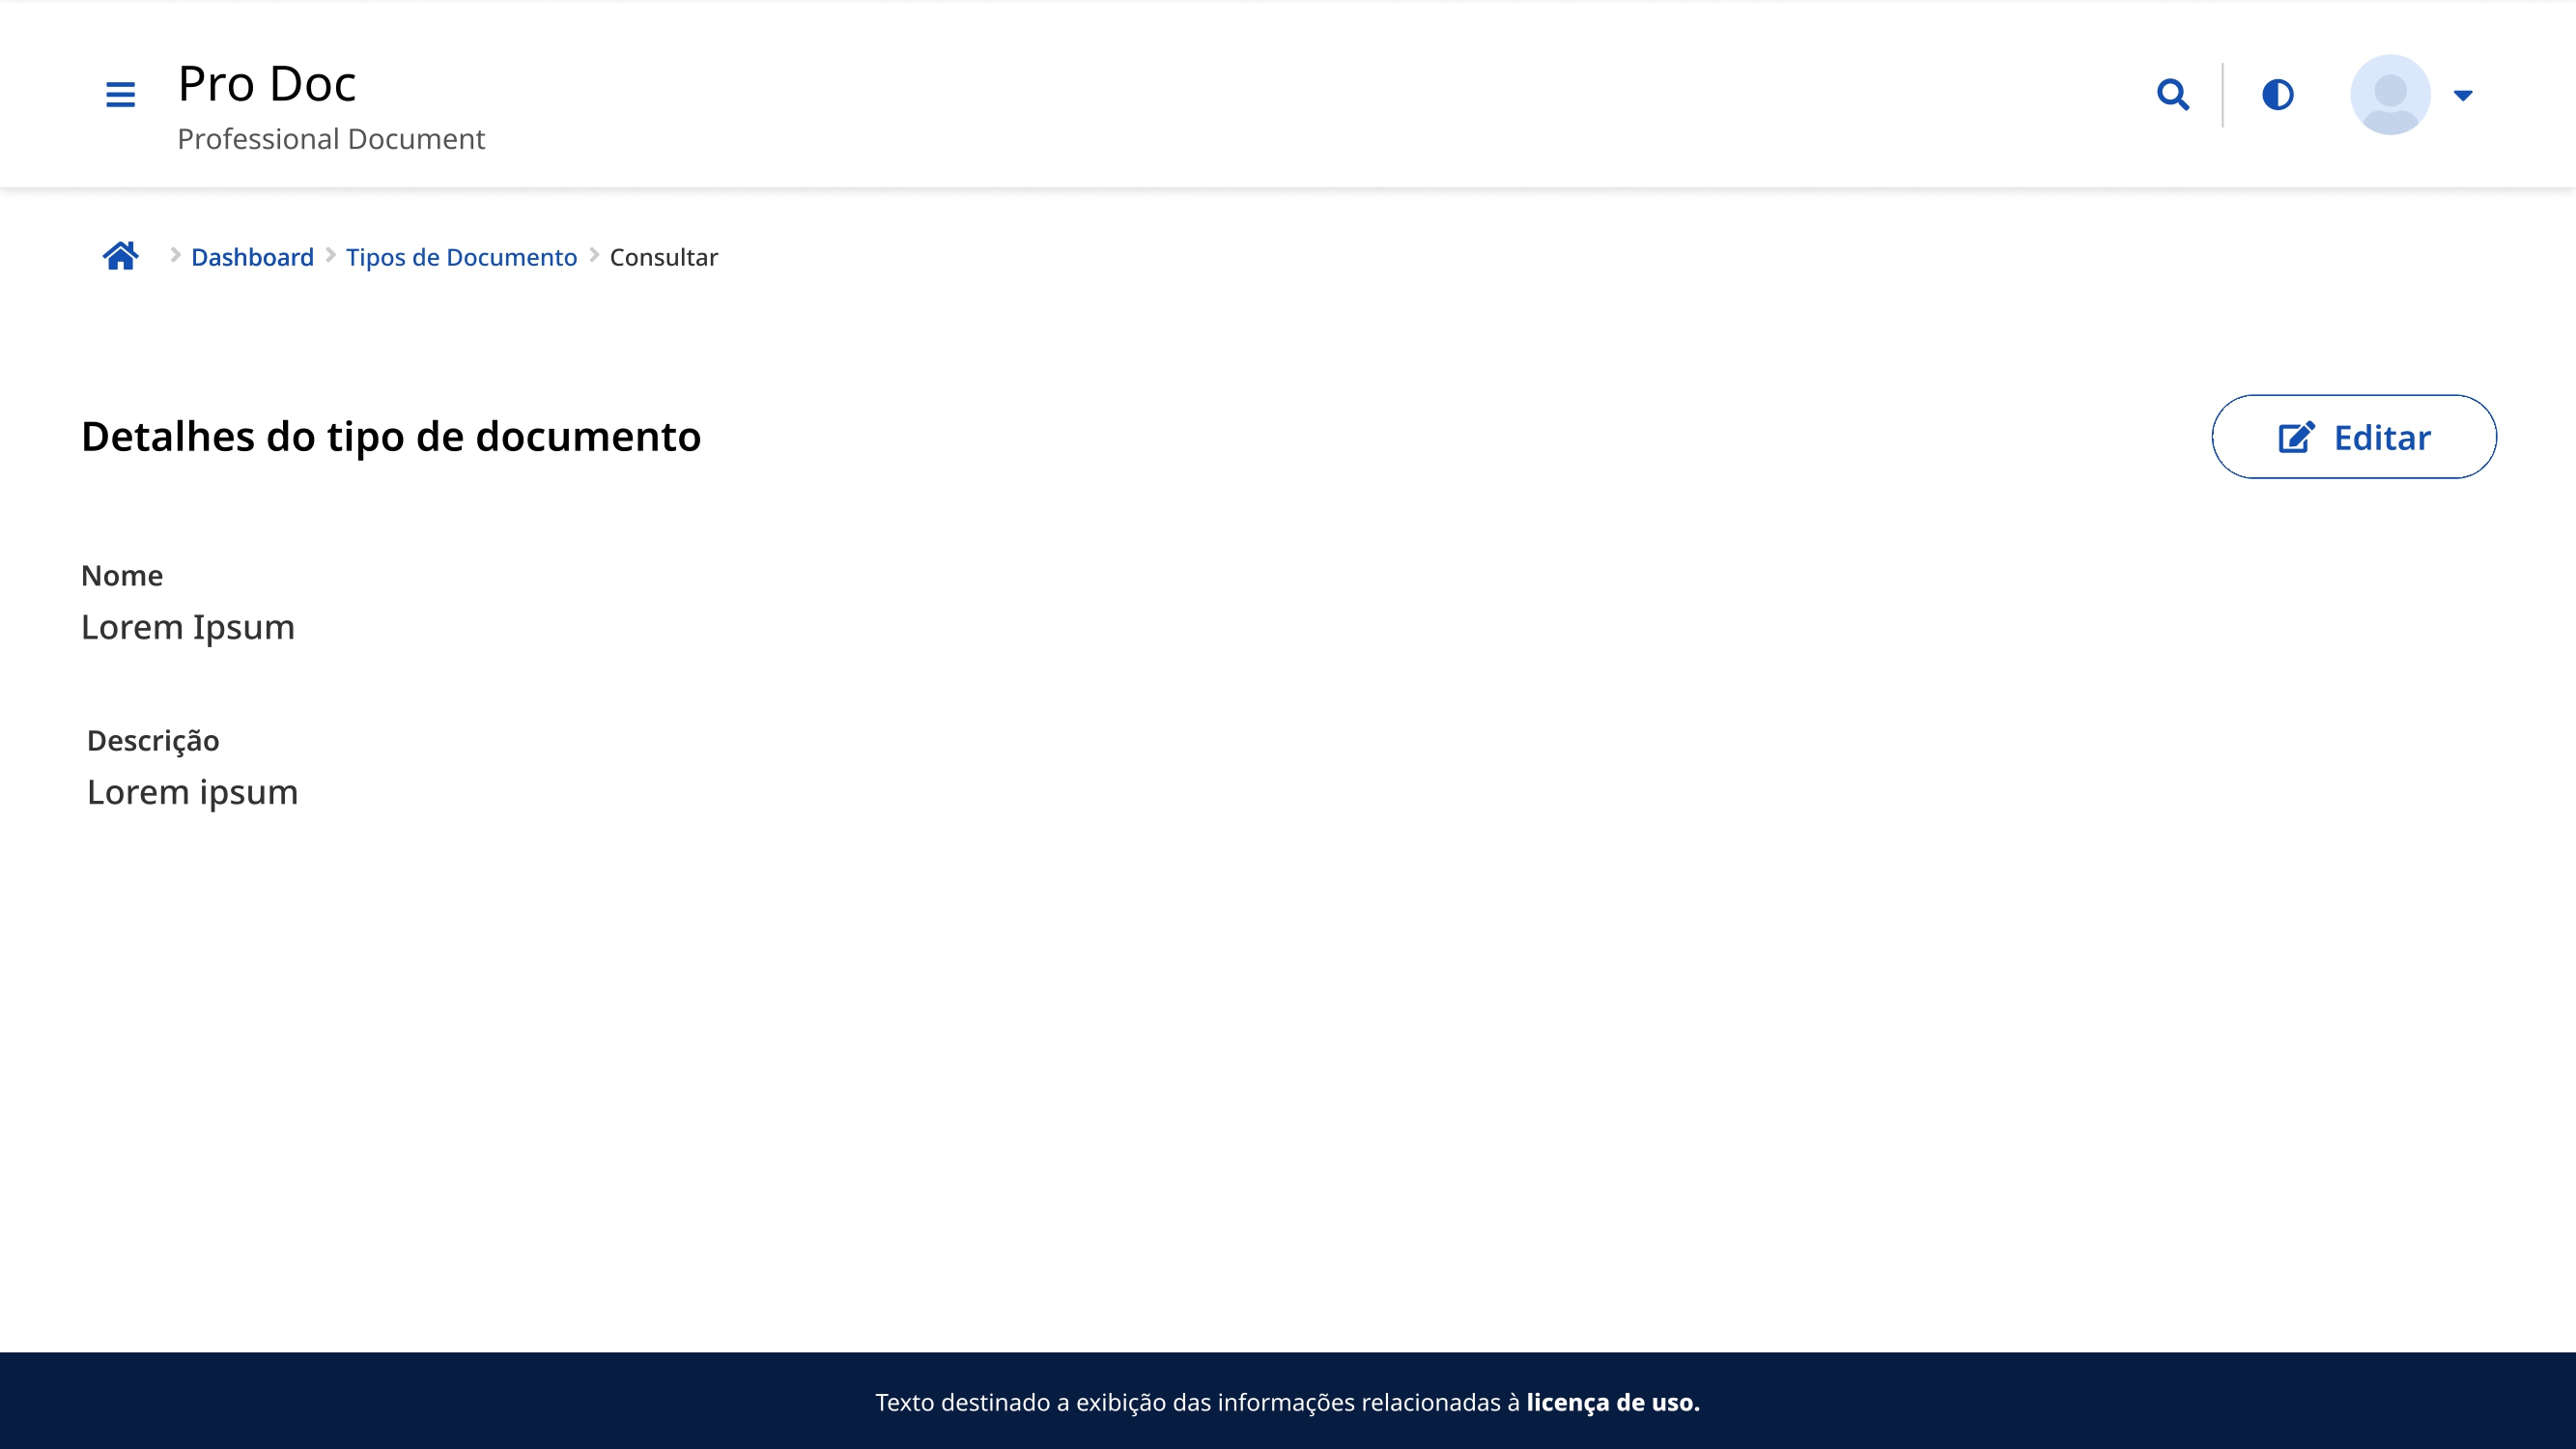 Pro Doc
Professional Document
Dashboard Tipos de Documento Consultar
Detalhes do tipo de documento
Editar
Nome
Lorem Ipsum
Descrição
Lorem ipsum
Texto destinado a exibição das informações relacionadas à licença de uso.